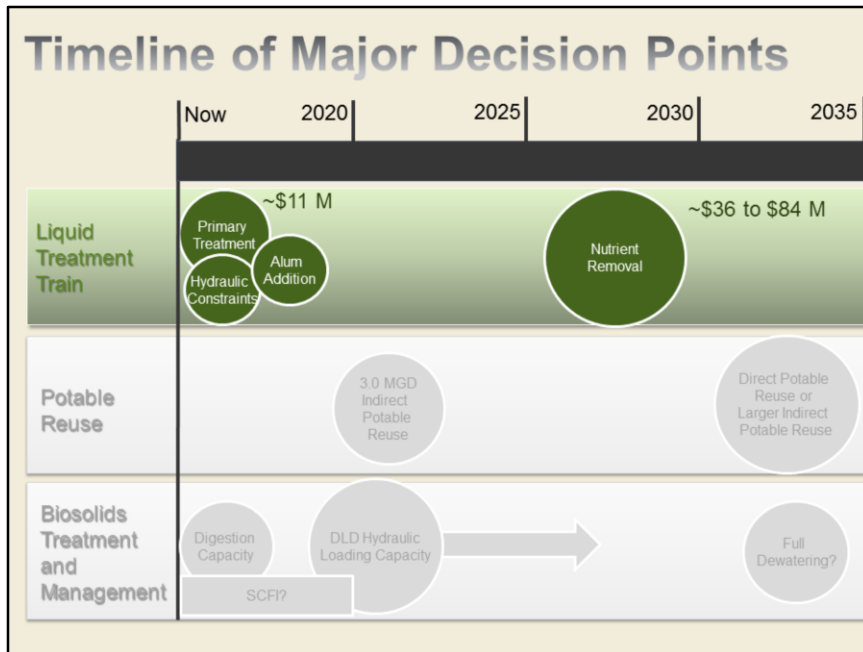 Timeline of Major Decision Points
Now
2020
2025
2030
2035
Liquid
Treatment
Train
Primary
Treatment
~$11 M
Hydraulic
Constraints
Alum
Addition
Nutrient
Removal
~$36 to $84 M
Potable
Reuse
3.0 MGD
Indirect
Potable
Reuse
Direct Potable
Reuse or
Larger Indirect
Potable Reuse
Biosolids
Treatment
and
Management
Digestion
Capacity
SCFI?
DLD Hydraulic
Loading Capacity
Full
Dewatering?